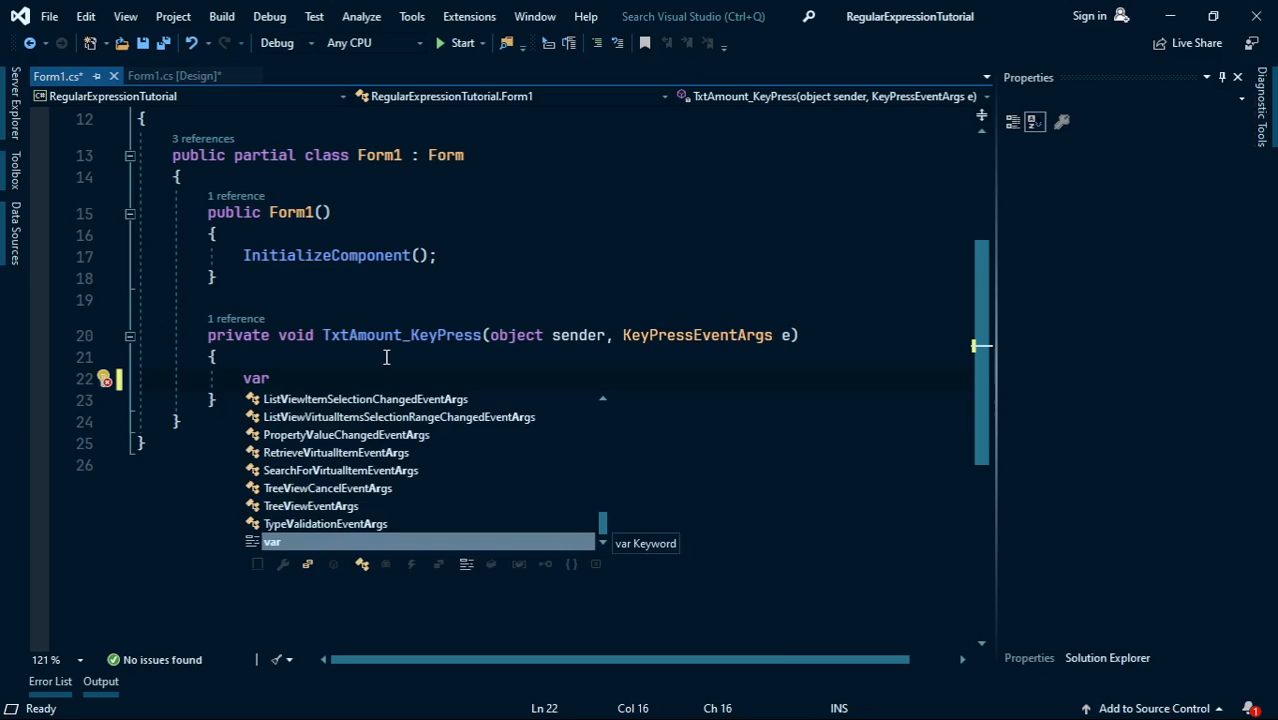 File Edit View Project Build Debug Test Analyze Tools Extensions Window Help Search Visual Studio (Ctrl+Q) RegularExpressionTutorial Sign in
Debug Any CPU Start Live Share
Form1.cs* Form1.cs [Design]* Properties
RegularExpressionTutorial RegularExpressionTutorial.Form1 TxtAmount_KeyPress(object sender, KeyPressEventArgs e)
Server Explorer
Toolbox
Data Sources
Diagnostic Tools
12 {
3 references
13 public partial class Form1 : Form
14 {
1 reference
15 public Form1()
16 {
17 InitializeComponent();
18 }
19
1 reference
20 private void TxtAmount_KeyPress(object sender, KeyPressEventArgs e)
21 {
22 var
23 }
24 }
25 }
26
ListViewItemSelectionChangedEventArgs
ListViewVirtualItemsSelectionRangeChangedEventArgs
PropertyValueChangedEventArgs
RetrieveVirtualItemEventArgs
SearchForVirtualItemEventArgs
TreeViewCancelEventArgs
TreeViewEventArgs
TypeValidationEventArgs
var var Keyword
121 % No issues found Properties Solution Explorer
Error List Output
Ready Ln 22 Col 16 Ch 16 INS Add to Source Control 1